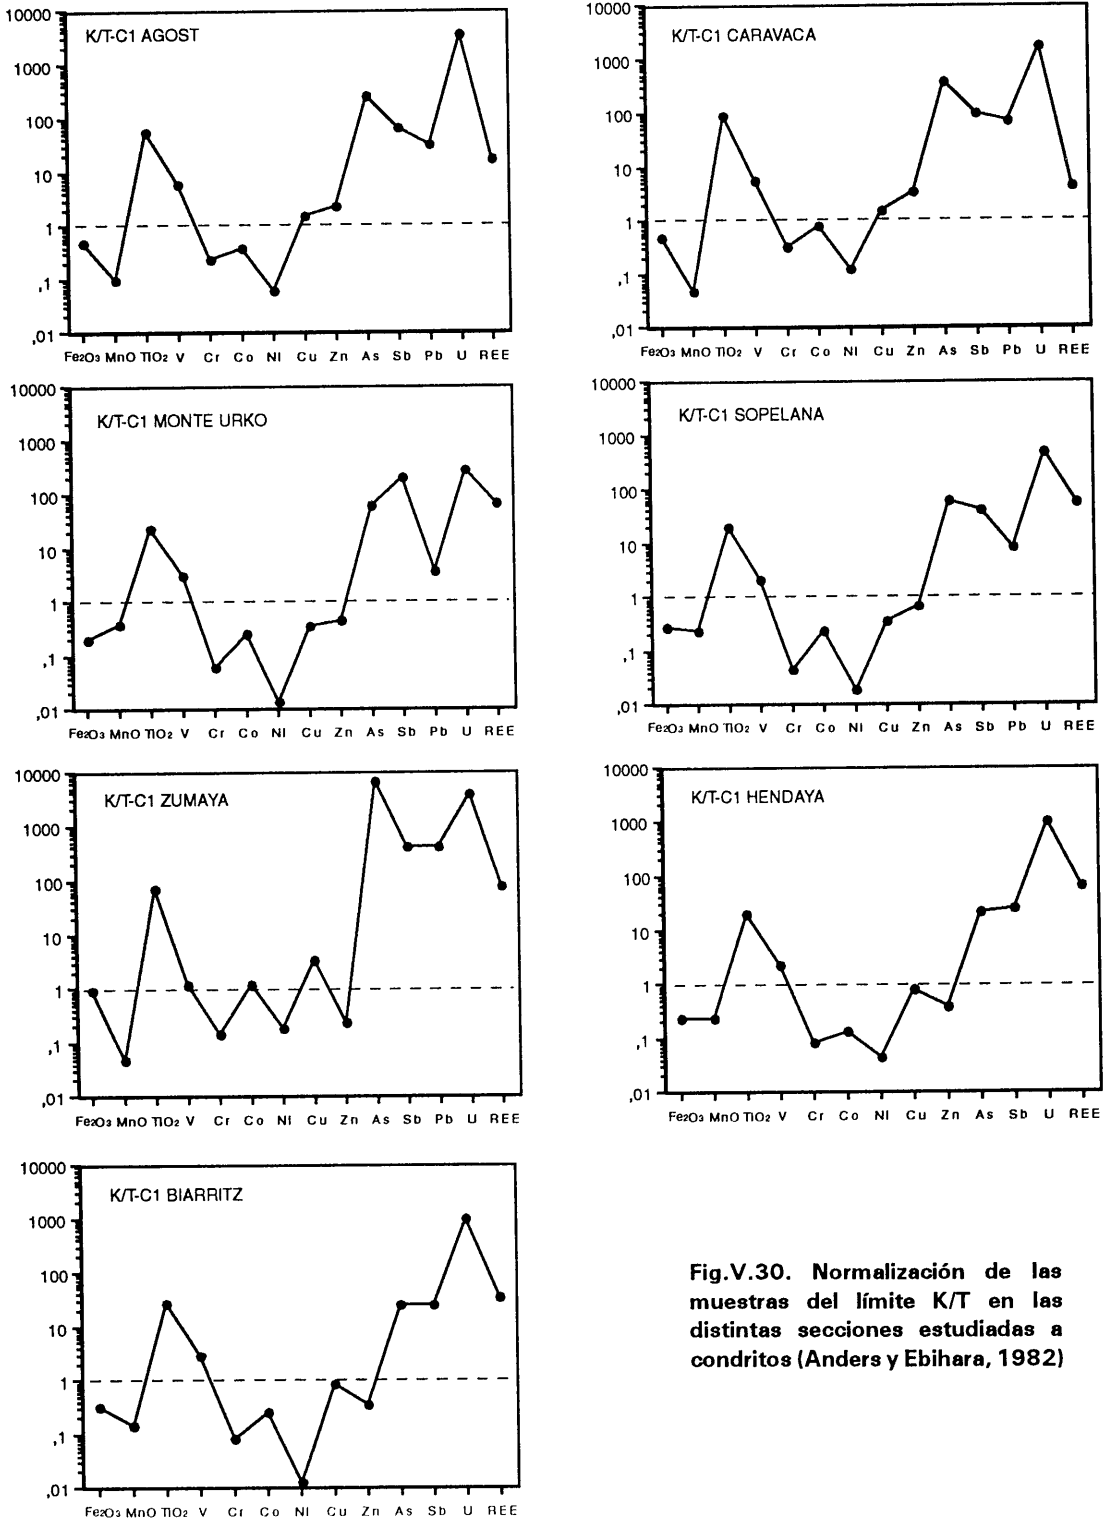 K/T-C1 AGOST
10000
1000
100
10
1
,1
,01
Fe2O3 MnO TiO2 V Cr Co Ni Cu Zn As Sb Pb U REE
K/T-C1 CARAVACA
10000
1000
100
10
1
,1
,01
Fe2O3 MnO TiO2 V Cr Co Ni Cu Zn As Sb Pb U REE
K/T-C1 MONTE URKO
10000
1000
100
10
1
,1
,01
Fe2O3 MnO TiO2 V Cr Co Ni Cu Zn As Sb Pb U REE
K/T-C1 SOPELANA
10000
1000
100
10
1
,1
,01
Fe2O3 MnO TiO2 V Cr Co Ni Cu Zn As Sb Pb U REE
K/T-C1 ZUMAYA
10000
1000
100
10
1
,1
,01
Fe2O3 MnO TiO2 V Cr Co Ni Cu Zn As Sb Pb U REE
K/T-C1 HENDAYA
10000
1000
100
10
1
,1
,01
Fe2O3 MnO TiO2 V Cr Co Ni Cu Zn As Sb U REE
K/T-C1 BIARRITZ
10000
1000
100
10
1
,1
,01
Fe2O3 MnO TiO2 V Cr Co Ni Cu Zn As Sb U REE
Fig.V.30. Normalización de las
muestras del límite K/T en las
distintas secciones estudiadas a
condritos (Anders y Ebihara, 1982)